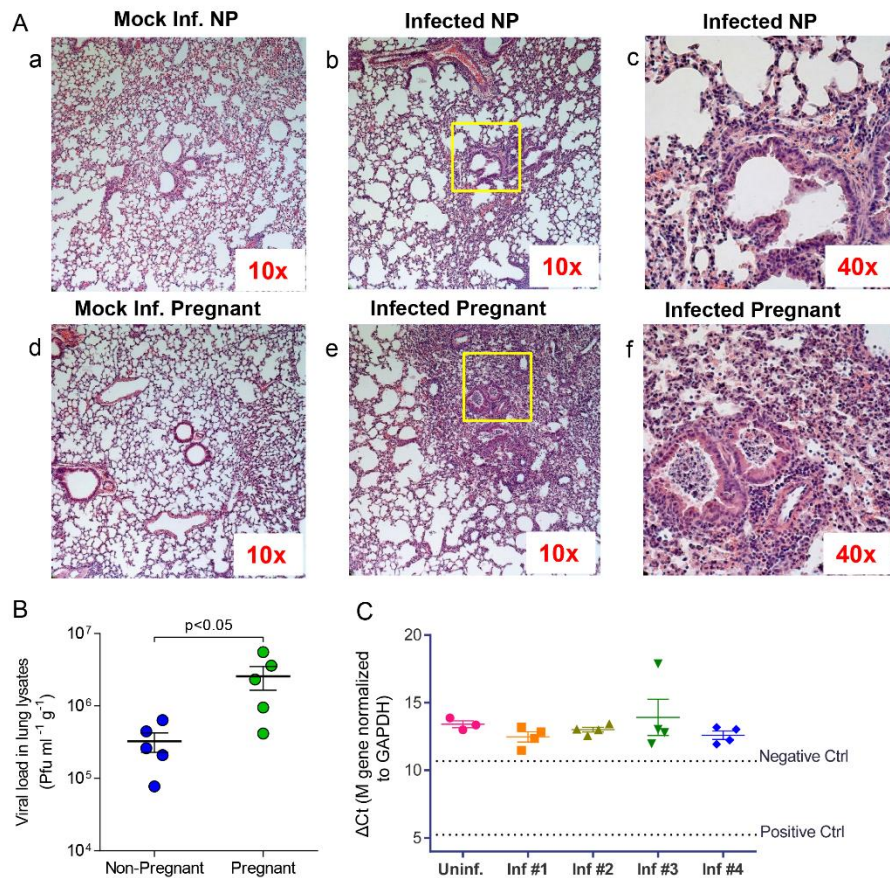 A
Mock Inf. NP
Infected NP
Infected NP
a
b
c
10x
10x
40x
Mock Inf. Pregnant
Infected Pregnant
Infected Pregnant
d
e
f
10x
10x
40x
B
p<0.05
10⁷
10⁶
10⁵
10⁴
Viral load in lung lysates
(Pfu ml ⁻¹ g⁻¹)
Non-Pregnant
Pregnant
C
20
15
10
5
ΔCt (M gene normalized
to GAPDH)
Negative Ctrl
Positive Ctrl
Uninf.
Inf #1
Inf #2
Inf #3
Inf #4